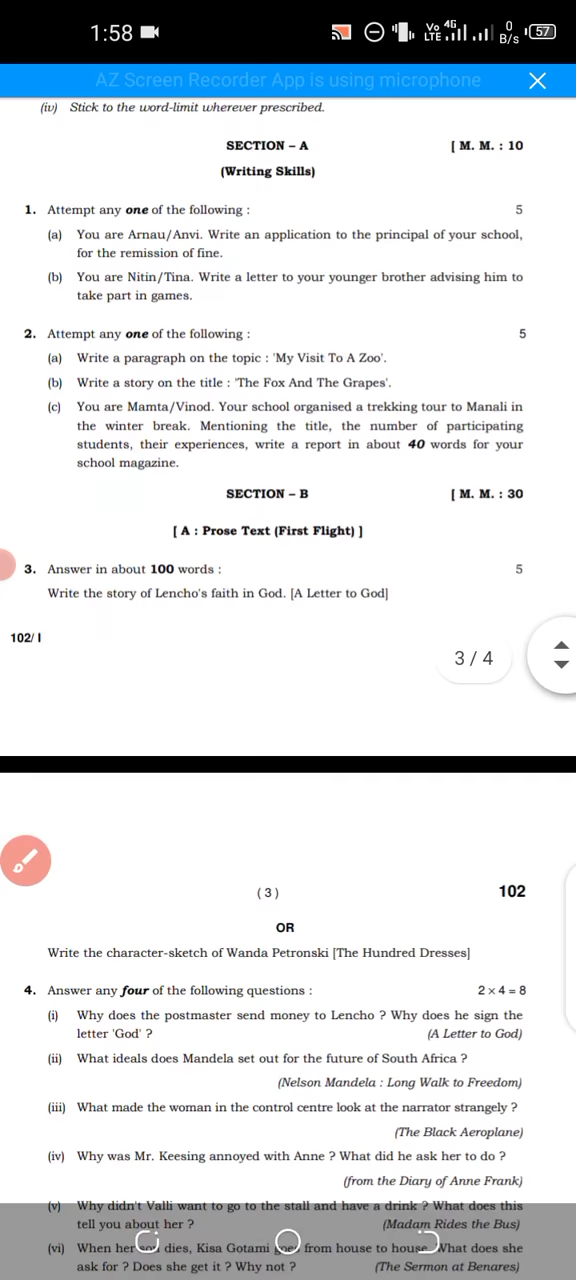 1:58
Vo 4G
LTE
0
B/s
57
AZ Screen Recorder App is using microphone
(iv) Stick to the word-limit wherever prescribed.
SECTION – A [ M. M. : 10
(Writing Skills)
1. Attempt any one of the following : 5
(a) You are Arnau/Anvi. Write an application to the principal of your school,
for the remission of fine.
(b) You are Nitin/Tina. Write a letter to your younger brother advising him to
take part in games.
2. Attempt any one of the following : 5
(a) Write a paragraph on the topic : 'My Visit To A Zoo'.
(b) Write a story on the title : 'The Fox And The Grapes'.
(c) You are Mamta/Vinod. Your school organised a trekking tour to Manali in
the winter break. Mentioning the title, the number of participating
students, their experiences, write a report in about 40 words for your
school magazine.
SECTION – B [ M. M. : 30
[ A : Prose Text (First Flight) ]
3. Answer in about 100 words : 5
Write the story of Lencho's faith in God. [A Letter to God]
102/ I
3 / 4
( 3 ) 102
OR
Write the character-sketch of Wanda Petronski [The Hundred Dresses]
4. Answer any four of the following questions : 2 × 4 = 8
(i) Why does the postmaster send money to Lencho ? Why does he sign the
letter 'God' ? (A Letter to God)
(ii) What ideals does Mandela set out for the future of South Africa ?
(Nelson Mandela : Long Walk to Freedom)
(iii) What made the woman in the control centre look at the narrator strangely ?
(The Black Aeroplane)
(iv) Why was Mr. Keesing annoyed with Anne ? What did he ask her to do ?
(from the Diary of Anne Frank)
(v) Why didn't Valli want to go to the stall and have a drink ? What does this
tell you about her ? (Madam Rides the Bus)
(vi) When her son dies, Kisa Gotami goes from house to house. What does she
ask for ? Does she get it ? Why not ? (The Sermon at Benares)